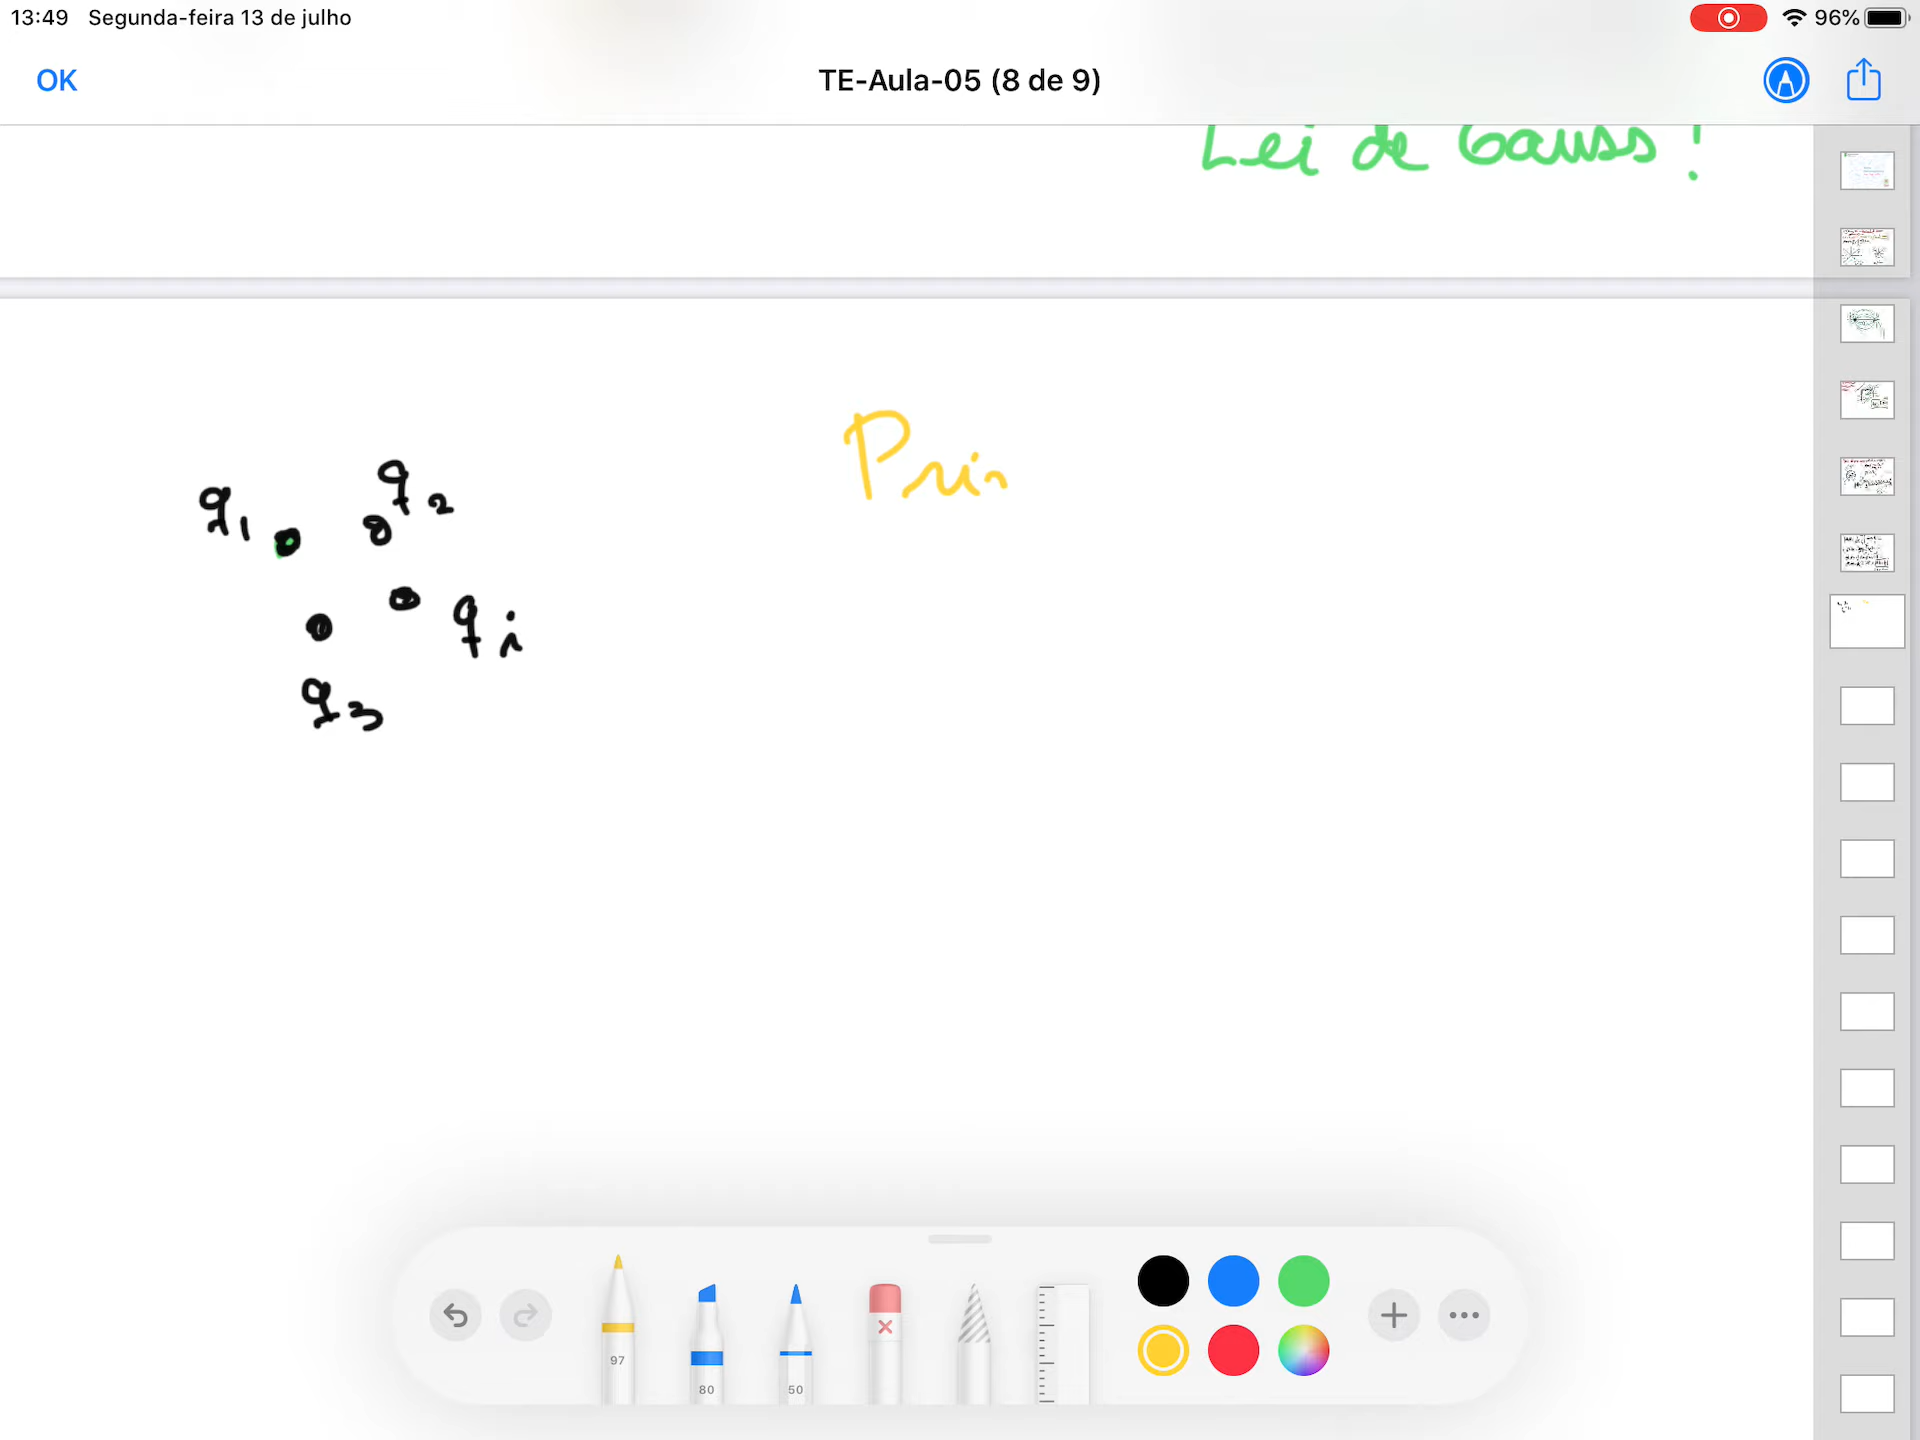 13:49 Segunda-feira 13 de julho
96%
OK
TE-Aula-05 (8 de 9)
Lei de Gauss !
Prin
q2
q1
qi
q3
97
80
50